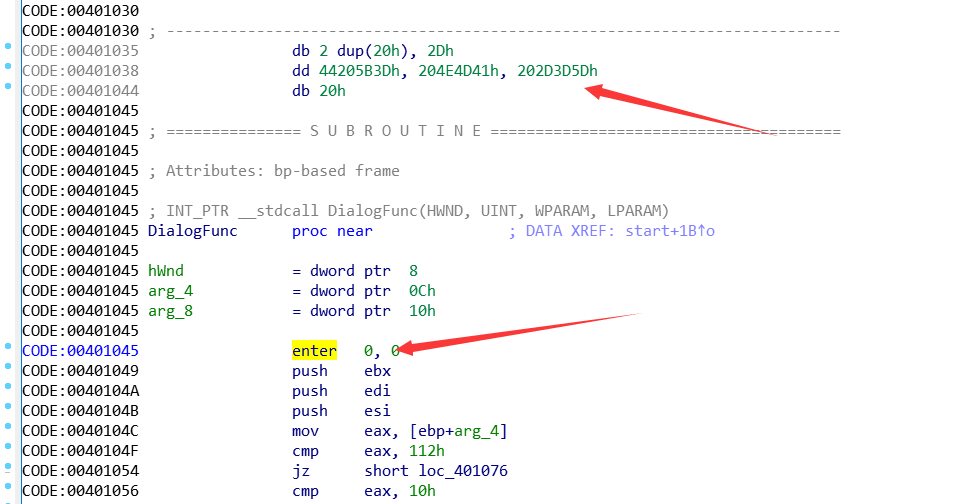 CODE:00401030
CODE:00401030 ; ---------------------------------------------------------------------------
CODE:00401035 db 2 dup(20h), 2Dh
CODE:00401038 dd 44205B3Dh, 204E4D41h, 202D3D5Dh
CODE:00401044 db 20h
CODE:00401045
CODE:00401045 ; =============== S U B R O U T I N E =======================================
CODE:00401045
CODE:00401045 ; Attributes: bp-based frame
CODE:00401045
CODE:00401045 ; INT_PTR __stdcall DialogFunc(HWND, UINT, WPARAM, LPARAM)
CODE:00401045 DialogFunc proc near ; DATA XREF: start+1B↑o
CODE:00401045
CODE:00401045 hWnd = dword ptr 8
CODE:00401045 arg_4 = dword ptr 0Ch
CODE:00401045 arg_8 = dword ptr 10h
CODE:00401045
CODE:00401045 enter 0, 0
CODE:00401049 push ebx
CODE:0040104A push edi
CODE:0040104B push esi
CODE:0040104C mov eax, [ebp+arg_4]
CODE:0040104F cmp eax, 112h
CODE:00401054 jz short loc_401076
CODE:00401056 cmp eax, 10h